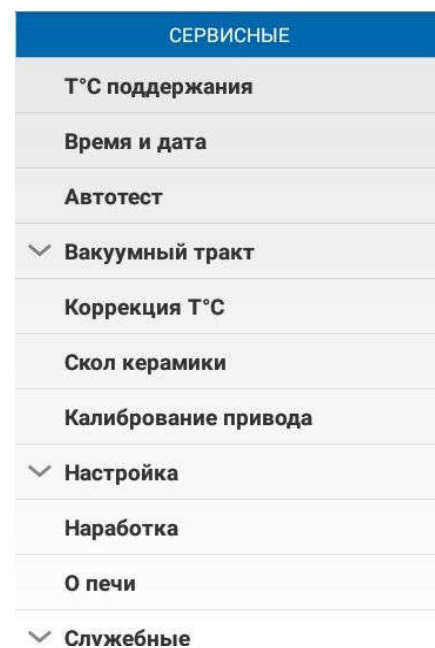 СЕРВИСНЫЕ
T°C поддержания
Время и дата
Автотест
Вакуумный тракт
Коррекция T°C
Скол керамики
Калибрование привода
Настройка
Наработка
О печи
Служебные